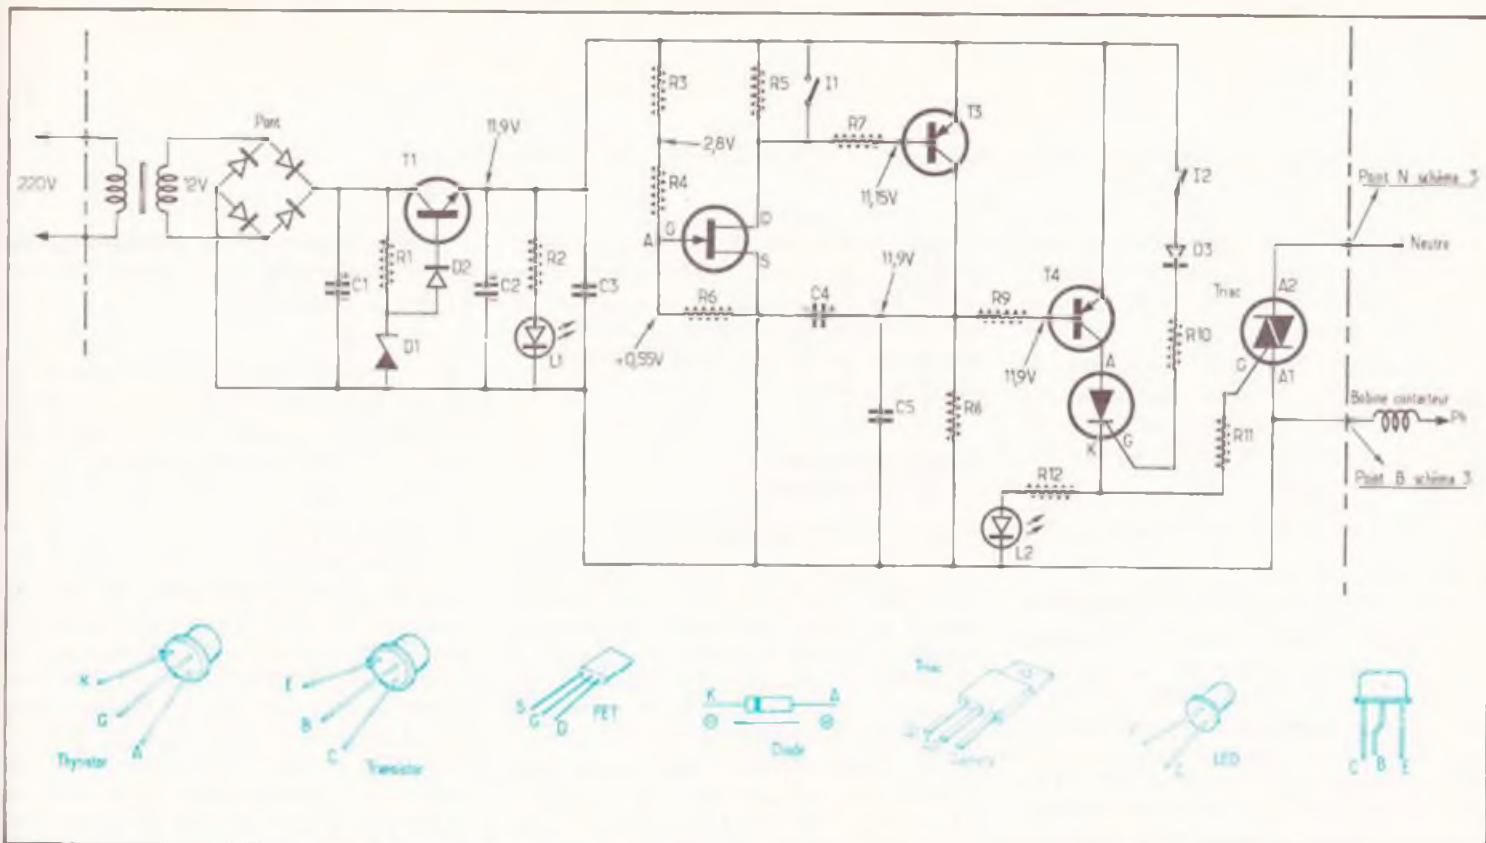 220V
Pont
12V
C1
R1
T1
D2
D1
11,9V
C2
R2
L1
C3
R3
2,8V
R4
A
G
D
S
R6
+0,55V
R5
I1
R7
11,15V
T3
C4
11,9V
C5
R9
R8
11,9V
T4
A
G
K
R12
L2
I2
D3
R10
R11
Triac
A2
G
A1
Point N schéma 3
Neutre
Bobine contacteur
Ph
Point B schéma 3
K
G
A
Thyristor
E
B
C
Transistor
S
G
D
FET
K
A
Diode
Triac
LED
C
B
E